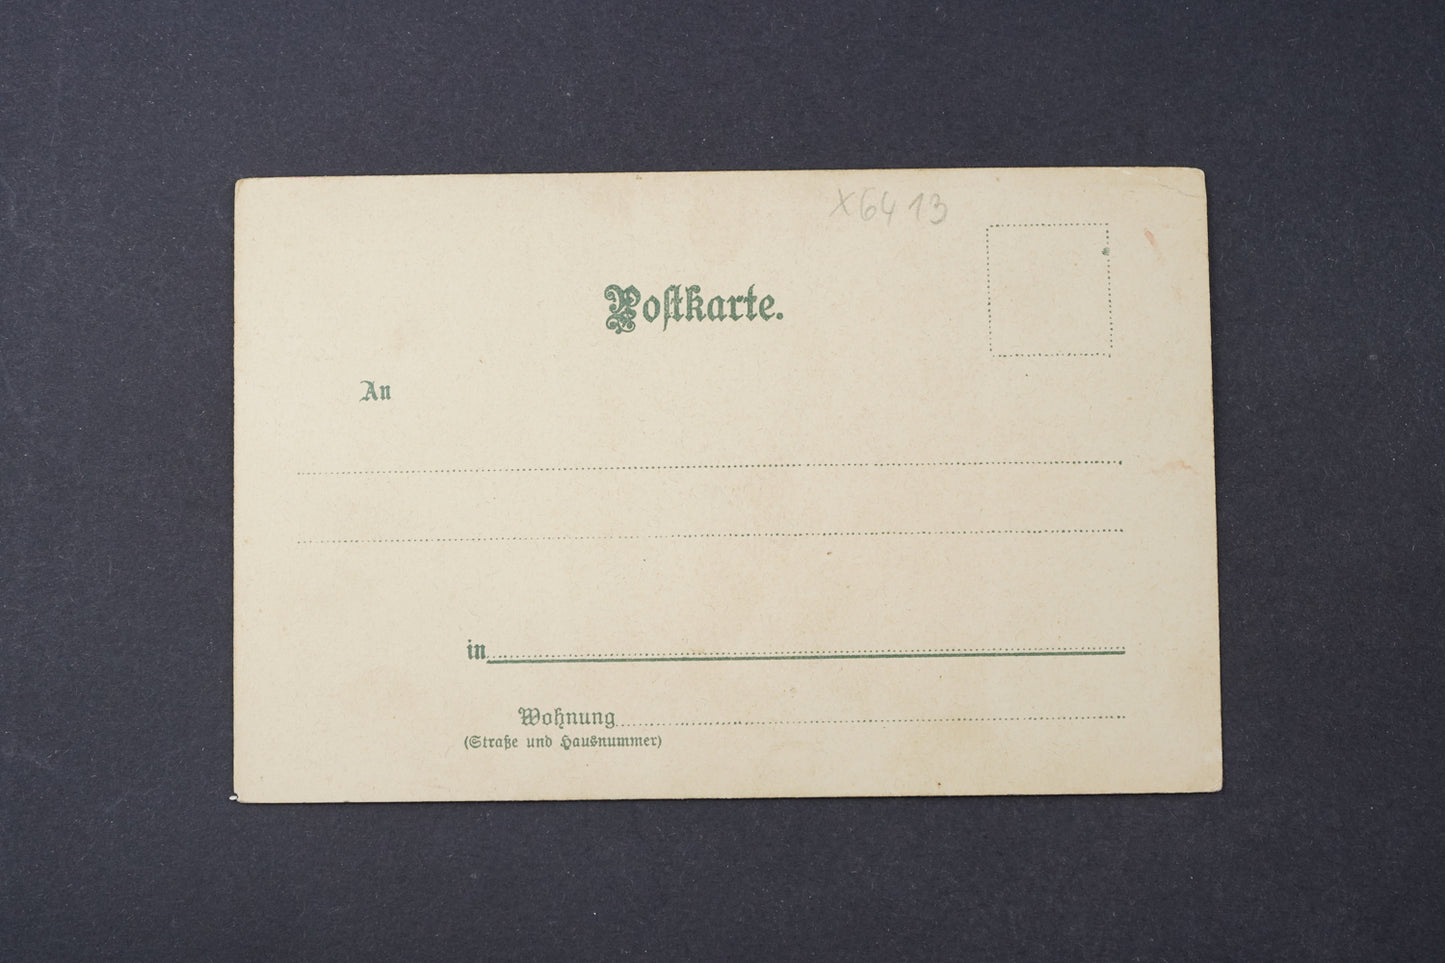 X6413
Postkarte.
An
in
Wohnung
(Straße und Hausnummer)